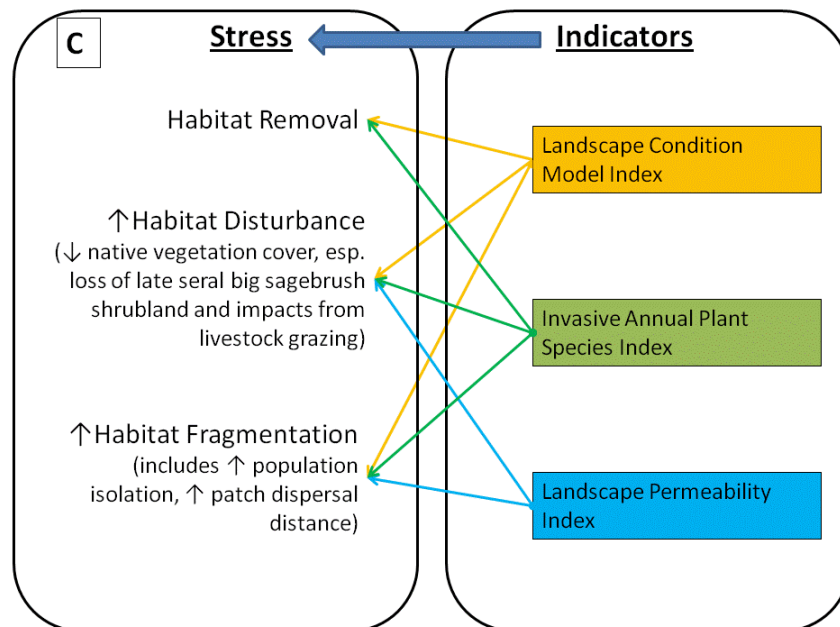 C
Stress
Indicators
Habitat Removal
↑Habitat Disturbance
(↓ native vegetation cover, esp.
loss of late seral big sagebrush
shrubland and impacts from
livestock grazing)
↑Habitat Fragmentation
(includes ↑ population
isolation, ↑ patch dispersal
distance)
Landscape Condition
Model Index
Invasive Annual Plant
Species Index
Landscape Permeability
Index